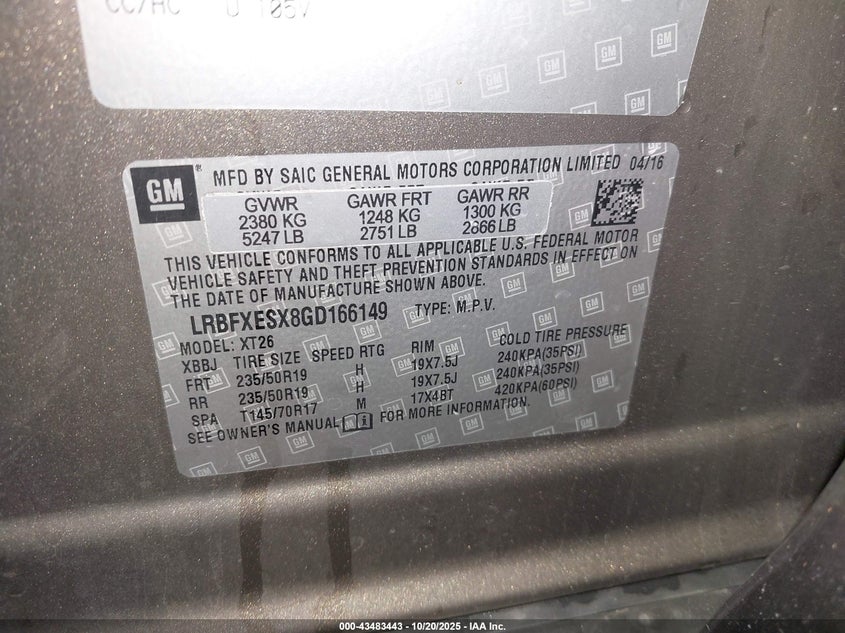 CC/AC U 105V
GM
MFD BY SAIC GENERAL MOTORS CORPORATION LIMITED 04/16
GVWR GAWR FRT GAWR RR
2380 KG 1248 KG 1300 KG
5247 LB 2751 LB 2866 LB
THIS VEHICLE CONFORMS TO ALL APPLICABLE U.S. FEDERAL MOTOR
VEHICLE SAFETY AND THEFT PREVENTION STANDARDS IN EFFECT ON
THE DATE OF MANUFACTURE SHOWN ABOVE.
LRBFXESX8GD166149 TYPE: M.P.V.
MODEL: XT26
XBBJ TIRE SIZE SPEED RTG RIM COLD TIRE PRESSURE
FRT 235/50R19 H 19X7.5J 240KPA(35PSI)
RR 235/50R19 H 19X7.5J 240KPA(35PSI)
SPA T145/70R17 M 17X4BT 420KPA(60PSI)
SEE OWNER'S MANUAL FOR MORE INFORMATION.
000-43483443 - 10/20/2025 - IAA Inc.